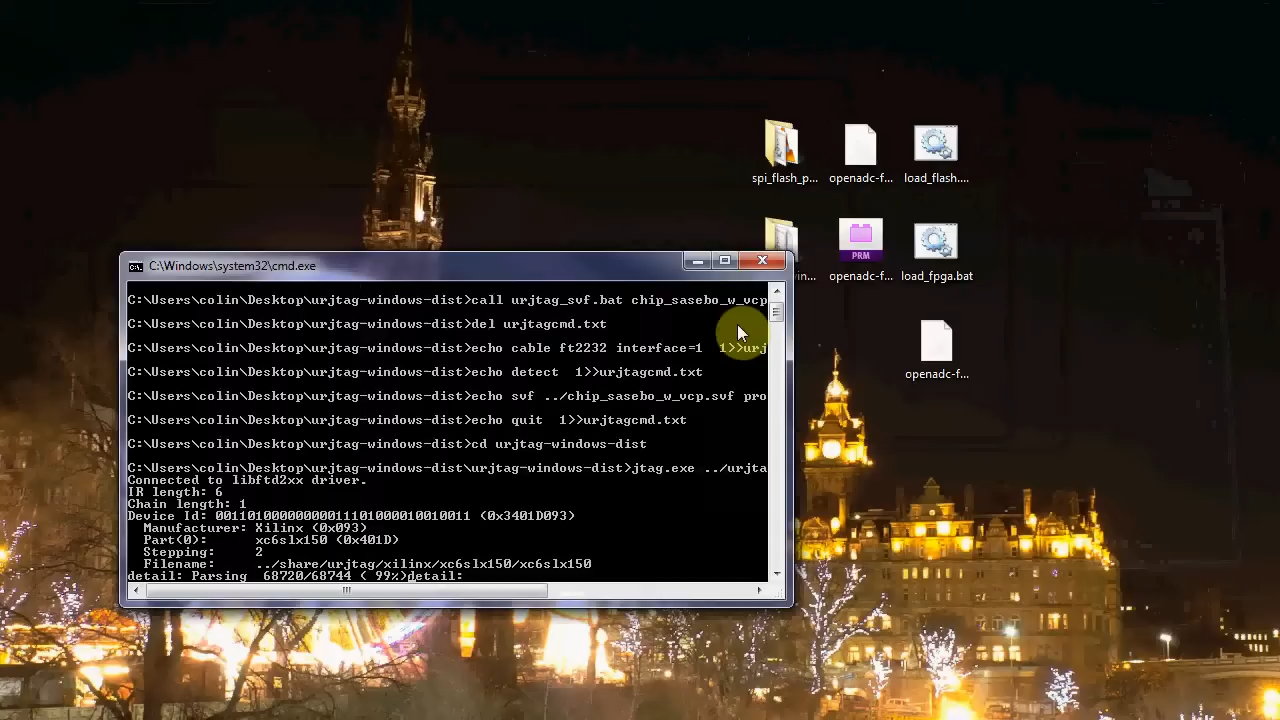 spi_flash_p...
openadc-f...
load_flash....
in...
PRM
openadc-f...
load_fpga.bat
openadc-f...
C:\Windows\system32\cmd.exe
C:\Users\colin\Desktop\urjtag-windows-dist>call urjtag_svf.bat chip_sasebo_w_vcp
C:\Users\colin\Desktop\urjtag-windows-dist>del urjtagcmd.txt
C:\Users\colin\Desktop\urjtag-windows-dist>echo cable ft2232 interface=1  1>>urj
C:\Users\colin\Desktop\urjtag-windows-dist>echo detect  1>>urjtagcmd.txt
C:\Users\colin\Desktop\urjtag-windows-dist>echo svf ../chip_sasebo_w_vcp.svf pro
C:\Users\colin\Desktop\urjtag-windows-dist>echo quit  1>>urjtagcmd.txt
C:\Users\colin\Desktop\urjtag-windows-dist>cd urjtag-windows-dist
C:\Users\colin\Desktop\urjtag-windows-dist\urjtag-windows-dist>jtag.exe ../urjta
Connected to libftd2xx driver.
IR length: 6
Chain length: 1
Device Id: 00110100000000011101000010010011 (0x3401D093)
Manufacturer: Xilinx (0x093)
Part(0): xc6slx150 (0x401D)
Stepping: 2
Filename: ../share/urjtag/xilinx/xc6slx150/xc6slx150
detail: Parsing  68720/68744 ( 99%)detail: